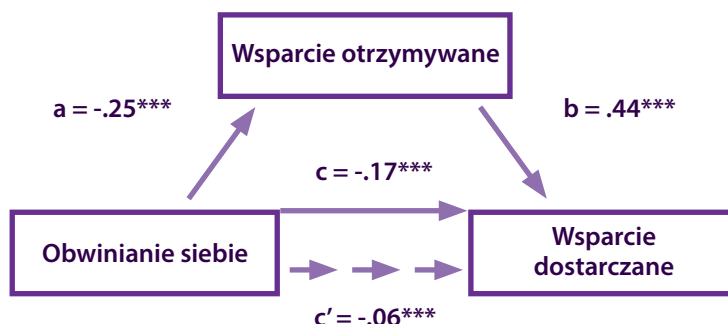 Wsparcie otrzymywane
a = -.25***
b = .44***
c = -.17***
Obwinianie siebie
Wsparcie
dostarczane
c’ = -.06***